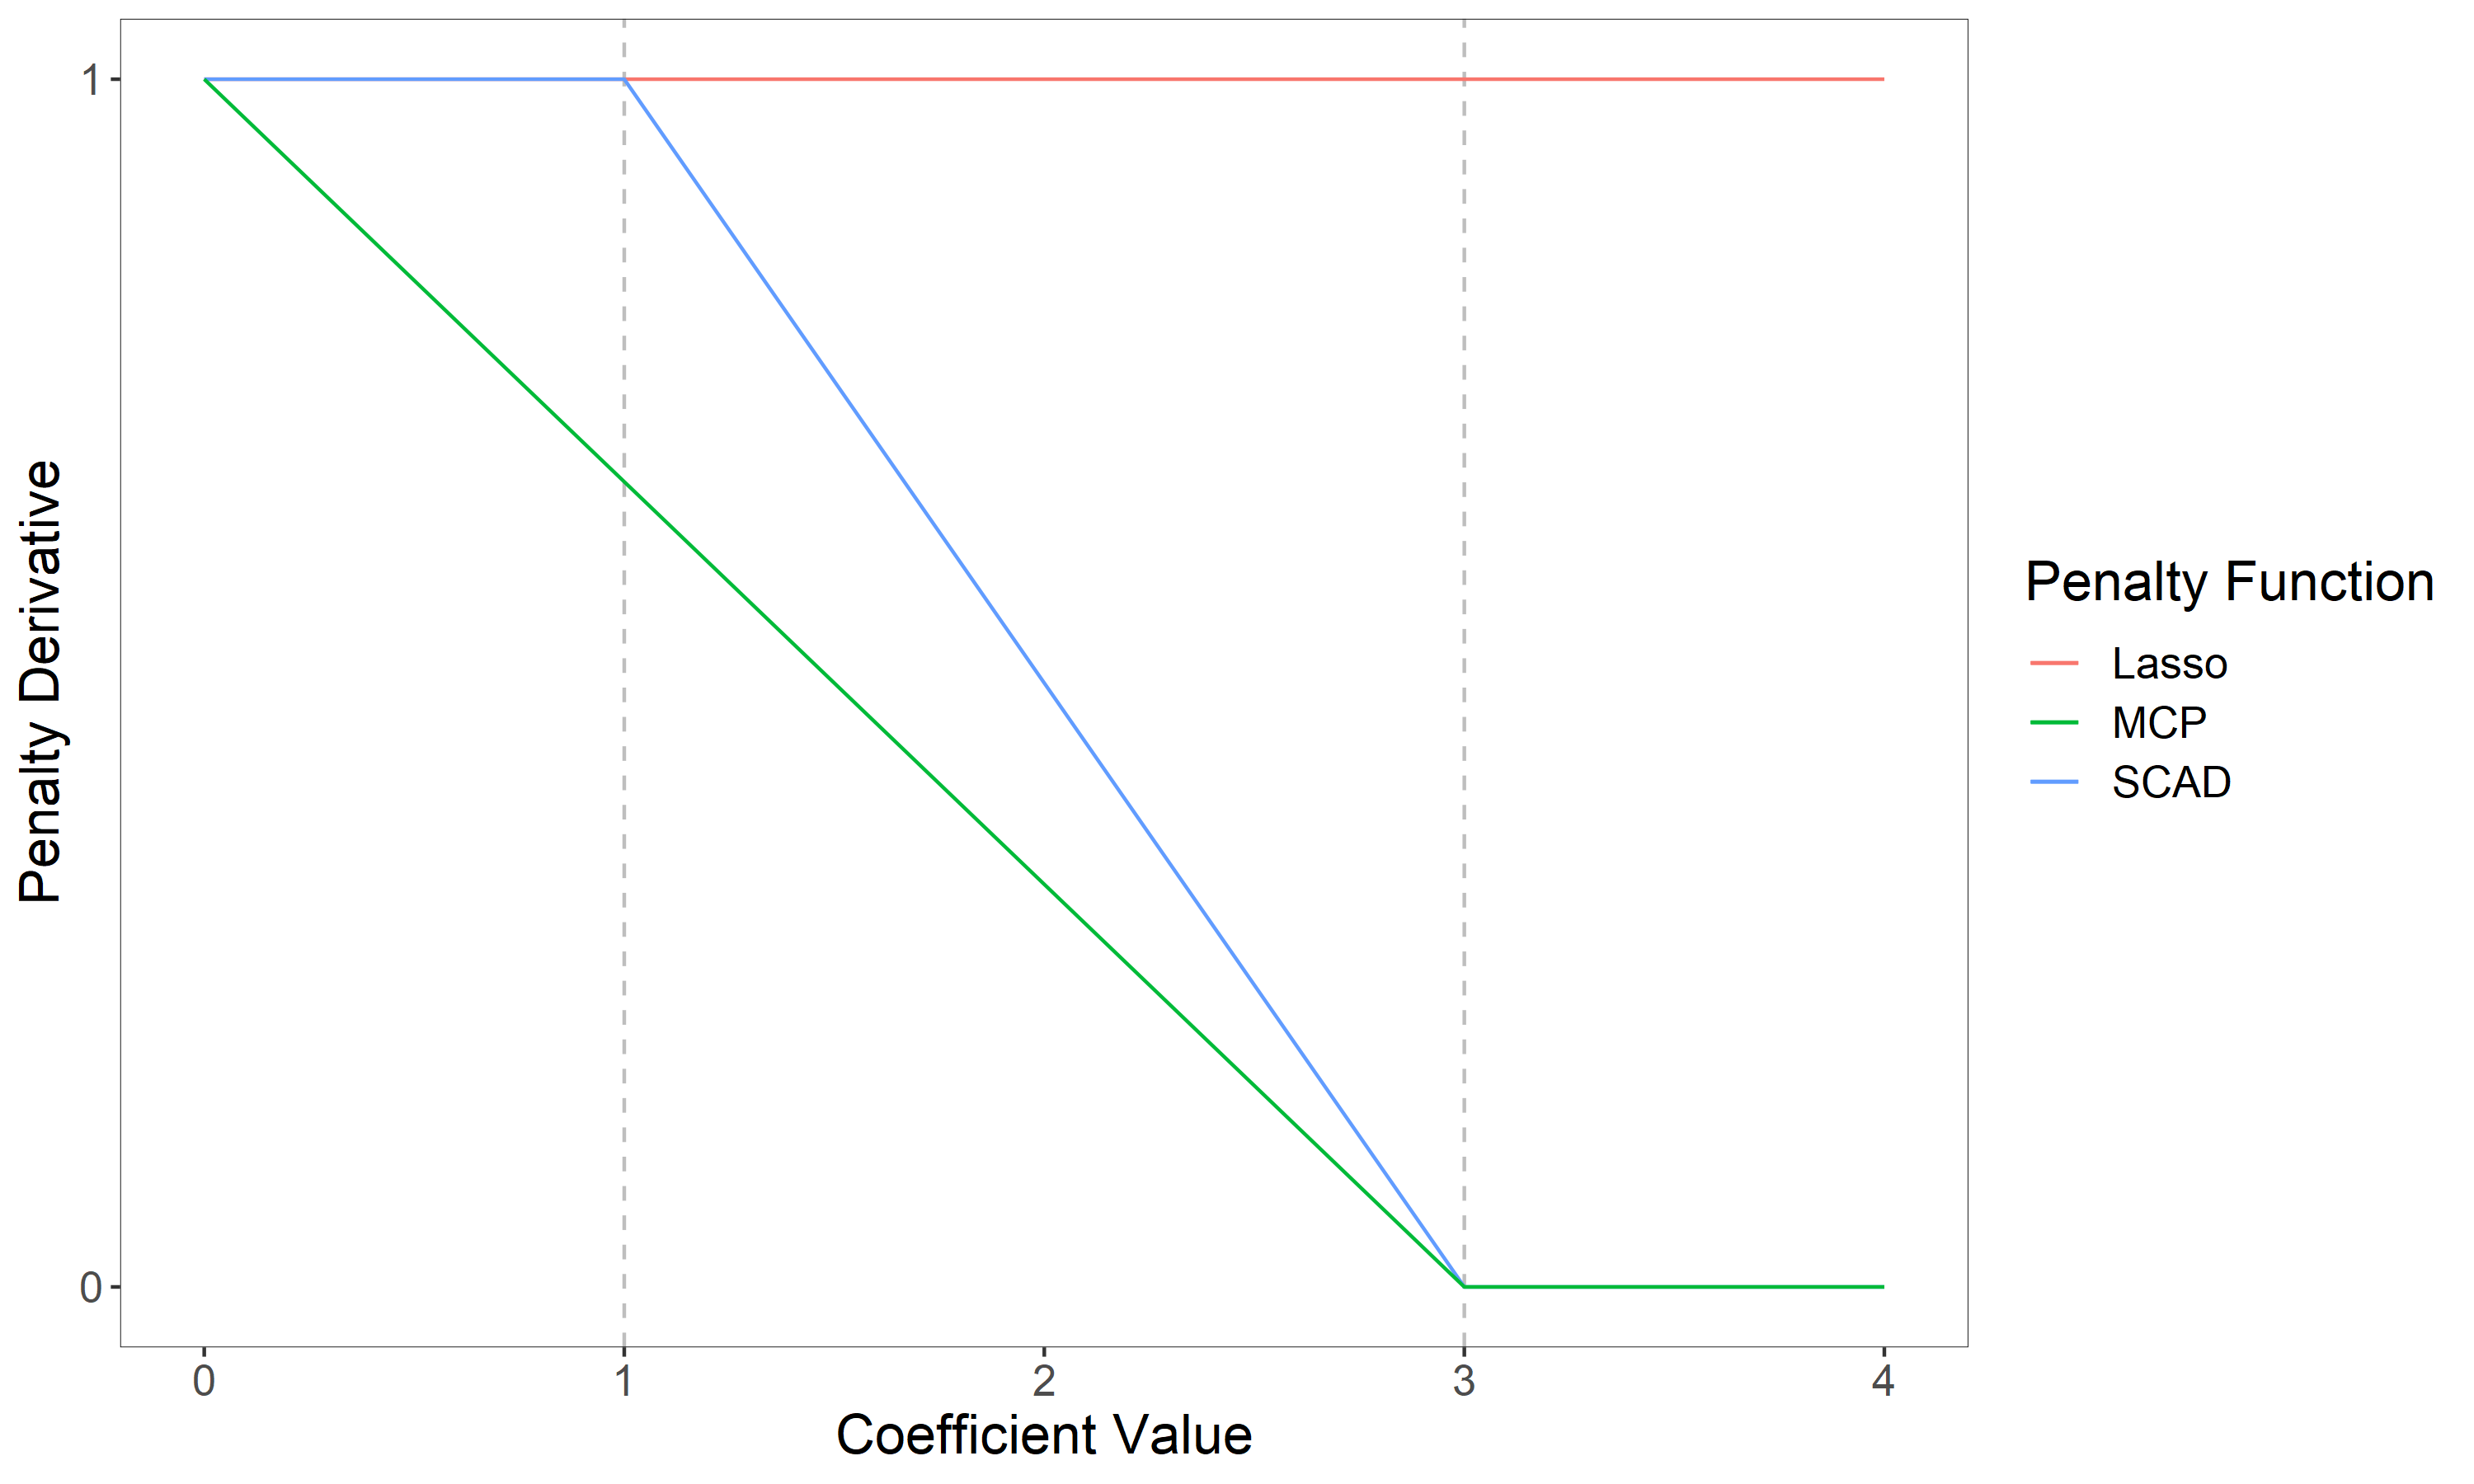 Penalty Derivative
1
0
0 1 2 3 4
Coefficient Value
Penalty Function
Lasso
MCP
SCAD